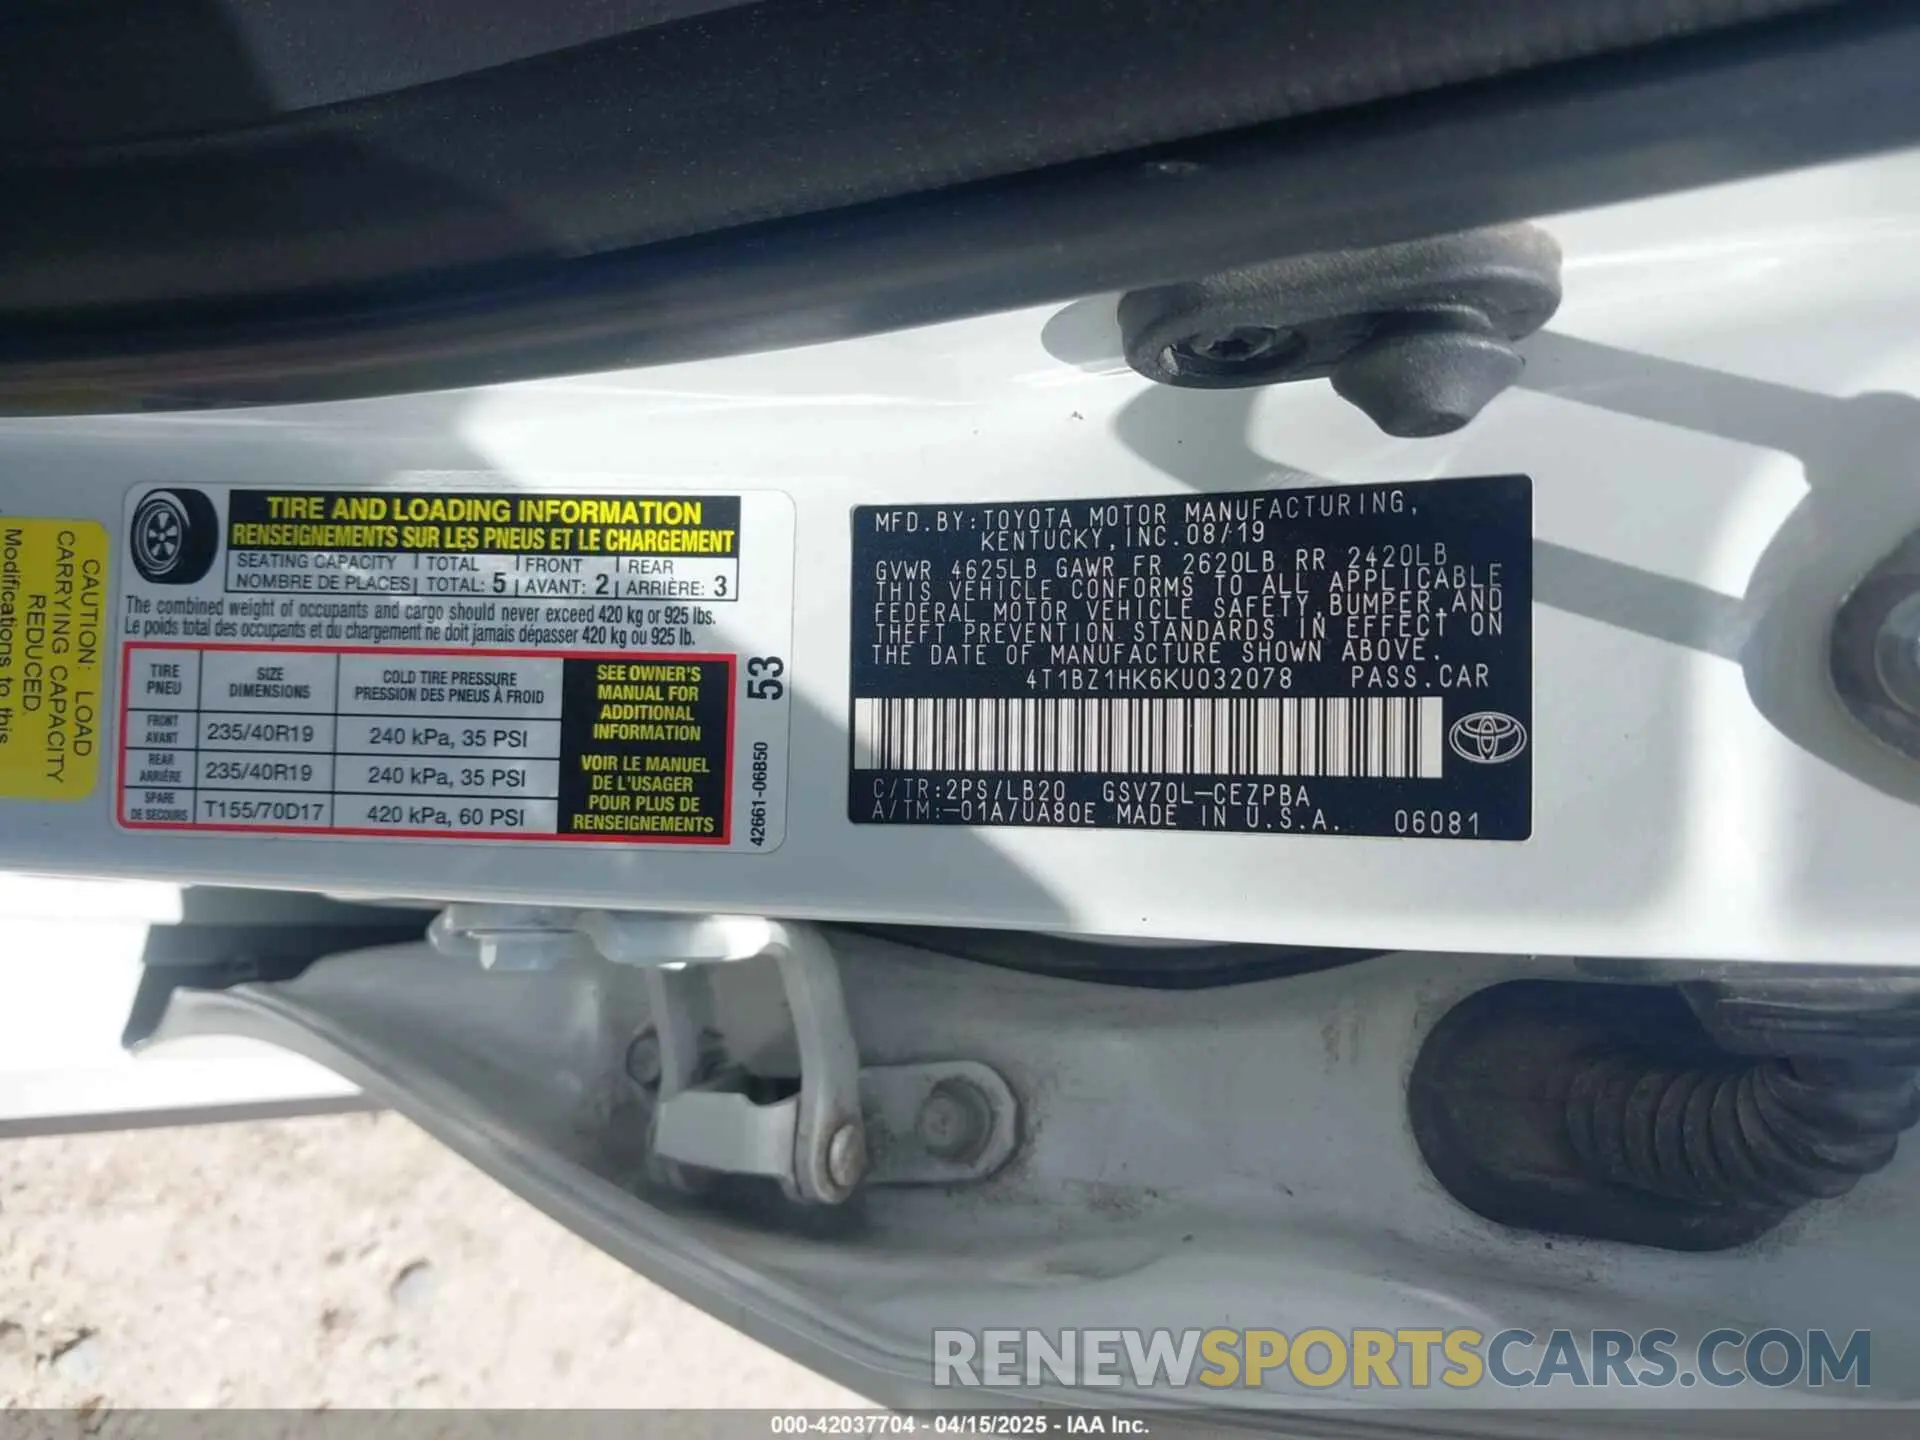 CAUTION: LOAD
CARRYING CAPACITY
REDUCED.
Modifications to this
TIRE AND LOADING INFORMATION
RENSEIGNEMENTS SUR LES PNEUS ET LE CHARGEMENT
SEATING CAPACITY TOTAL FRONT REAR
NOMBRE DE PLACES TOTAL: 5 AVANT: 2 ARRIÈRE: 3
The combined weight of occupants and cargo should never exceed 420 kg or 925 lbs.
Le poids total des occupants et du chargement ne doit jamais dépasser 420 kg ou 925 lb.
TIRE
PNEU
SIZE
DIMENSIONS
COLD TIRE PRESSURE
PRESSION DES PNEUS À FROID
FRONT
AVANT
235/40R19
240 kPa, 35 PSI
REAR
ARRIÈRE
235/40R19
240 kPa, 35 PSI
SPARE
DE SECOURS
T155/70D17
420 kPa, 60 PSI
SEE OWNER'S
MANUAL FOR
ADDITIONAL
INFORMATION
VOIR LE MANUEL
DE L'USAGER
POUR PLUS DE
RENSEIGNEMENTS
53
42661-06B50
MFD.BY:TOYOTA MOTOR MANUFACTURING,
KENTUCKY,INC.08/19
GVWR 4625LB GAWR FR 2620LB RR 2420LB
THIS VEHICLE CONFORMS TO ALL APPLICABLE
FEDERAL MOTOR VEHICLE SAFETY,BUMPER,AND
THEFT PREVENTION STANDARDS IN EFFECT ON
THE DATE OF MANUFACTURE SHOWN ABOVE.
4T1BZ1HK6KU032078 PASS.CAR
C/TR:2PS/LB20 GSV70L-CEZPBA
A/TM:-01A/UA80E MADE IN U.S.A. 06081
RENEWSPORTSCARS.COM
000-42037704 - 04/15/2025 - IAA Inc.